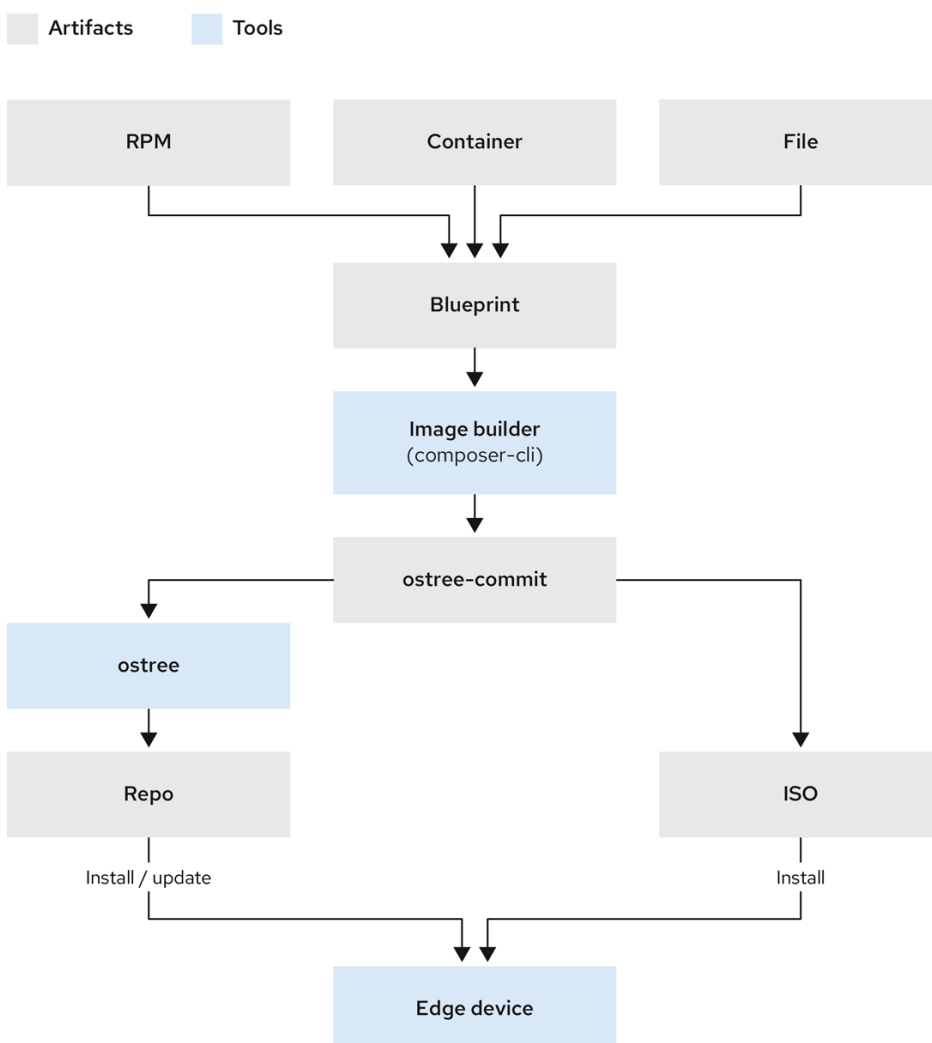 Artifacts
Tools
RPM
Container
File
Blueprint
Image builder
(composer-cli)
ostree-commit
ostree
Repo
ISO
Install / update
Install
Edge device